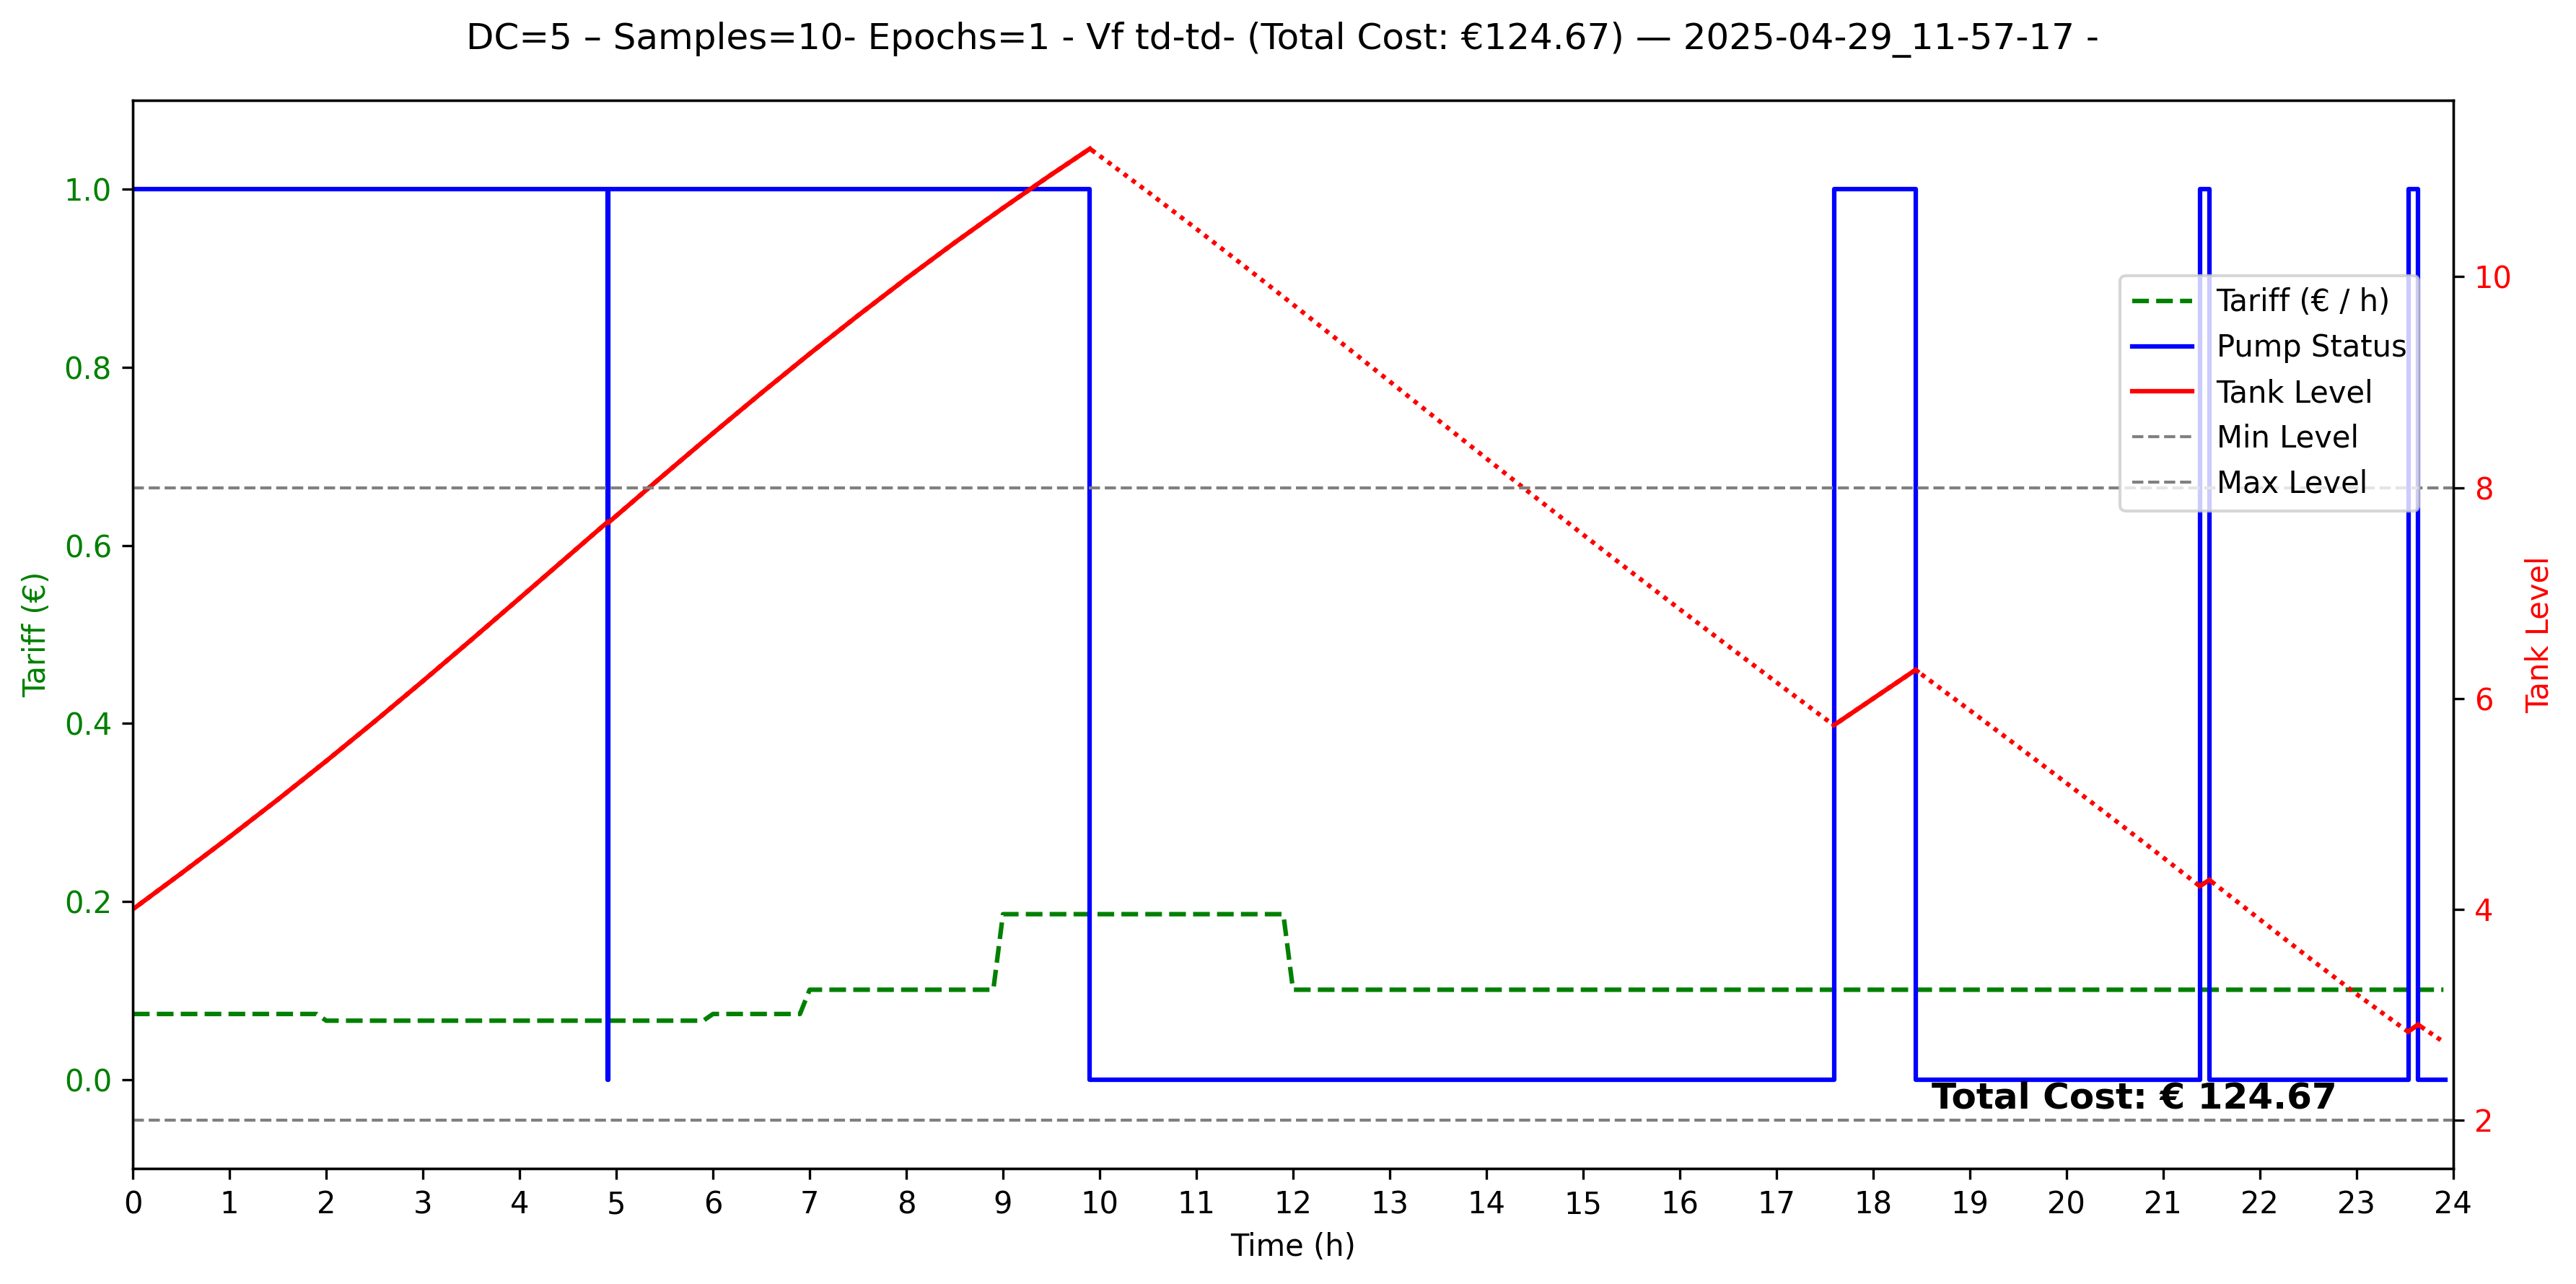 DC=5 – Samples=10- Epochs=1 - Vf td-td- (Total Cost: €124.67) — 2025-04-29_11-57-17 -
Tariff (€)
1.0
0.8
0.6
0.4
0.2
0.0
Tariff (€ / h)
Pump Status
Tank Level
Min Level
Max Level
Total Cost: € 124.67
10
8
6
4
2
Tank Level
0 1 2 3 4 5 6 7 8 9 10 11 12 13 14 15 16 17 18 19 20 21 22 23 24
Time (h)